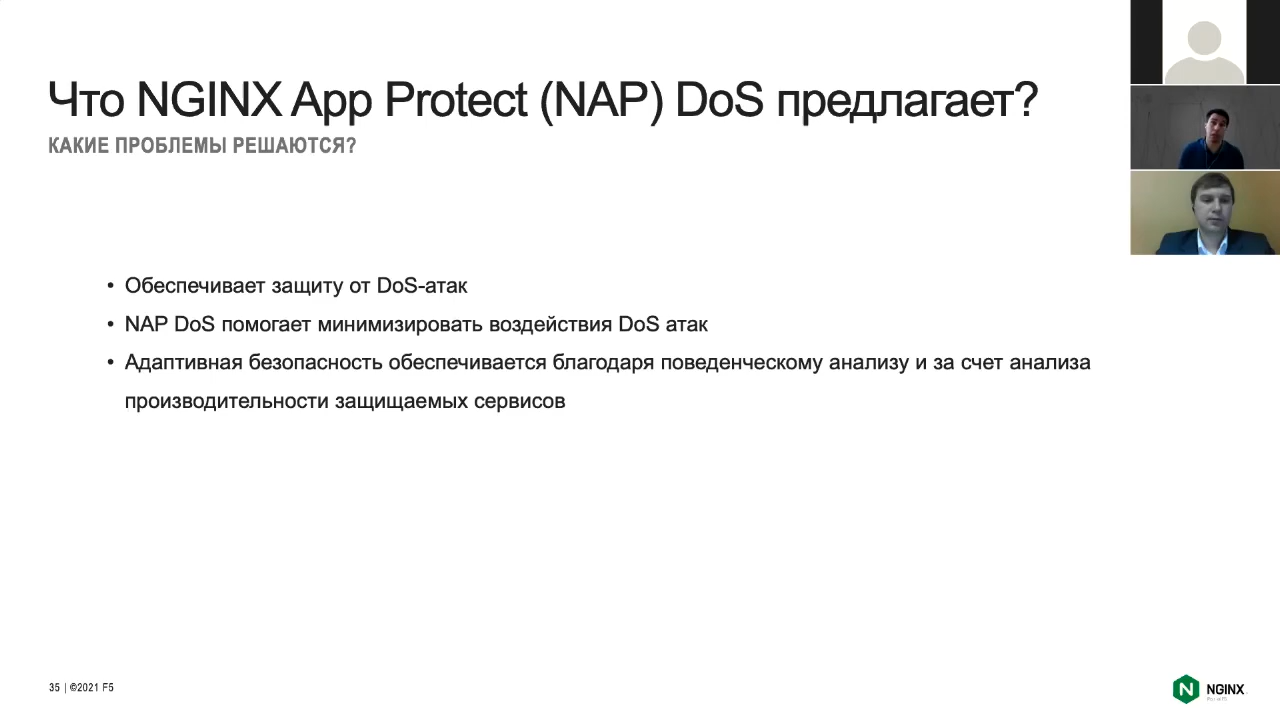 Что NGINX App Protect (NAP) DoS предлагает?
КАКИЕ ПРОБЛЕМЫ РЕШАЮТСЯ?
• Обеспечивает защиту от DoS-атак
• NAP DoS помогает минимизировать воздействия DoS атак
• Адаптивная безопасность обеспечивается благодаря поведенческому анализу и за счет анализа
производительности защищаемых сервисов
35 | ©2021 F5
NGINX